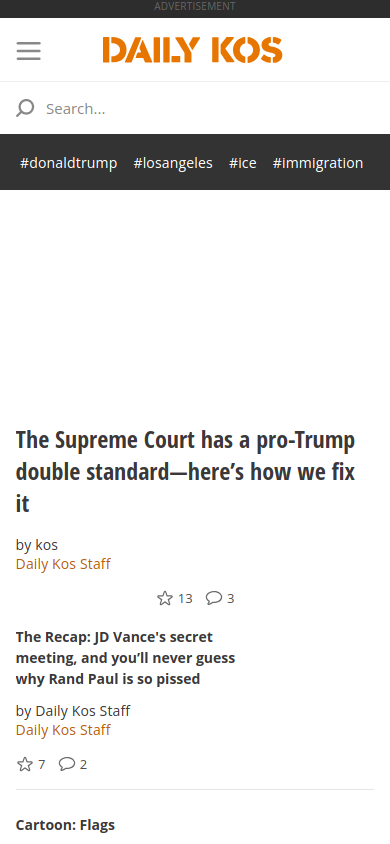 ADVERTISEMENT
DAILY KOS
Search...
#donaldtrump #losangeles #ice #immigration
The Supreme Court has a pro-Trump
double standard—here's how we fix
it
by kos
Daily Kos Staff
13 3
The Recap: JD Vance's secret
meeting, and you'll never guess
why Rand Paul is so pissed
by Daily Kos Staff
Daily Kos Staff
7 2
Cartoon: Flags